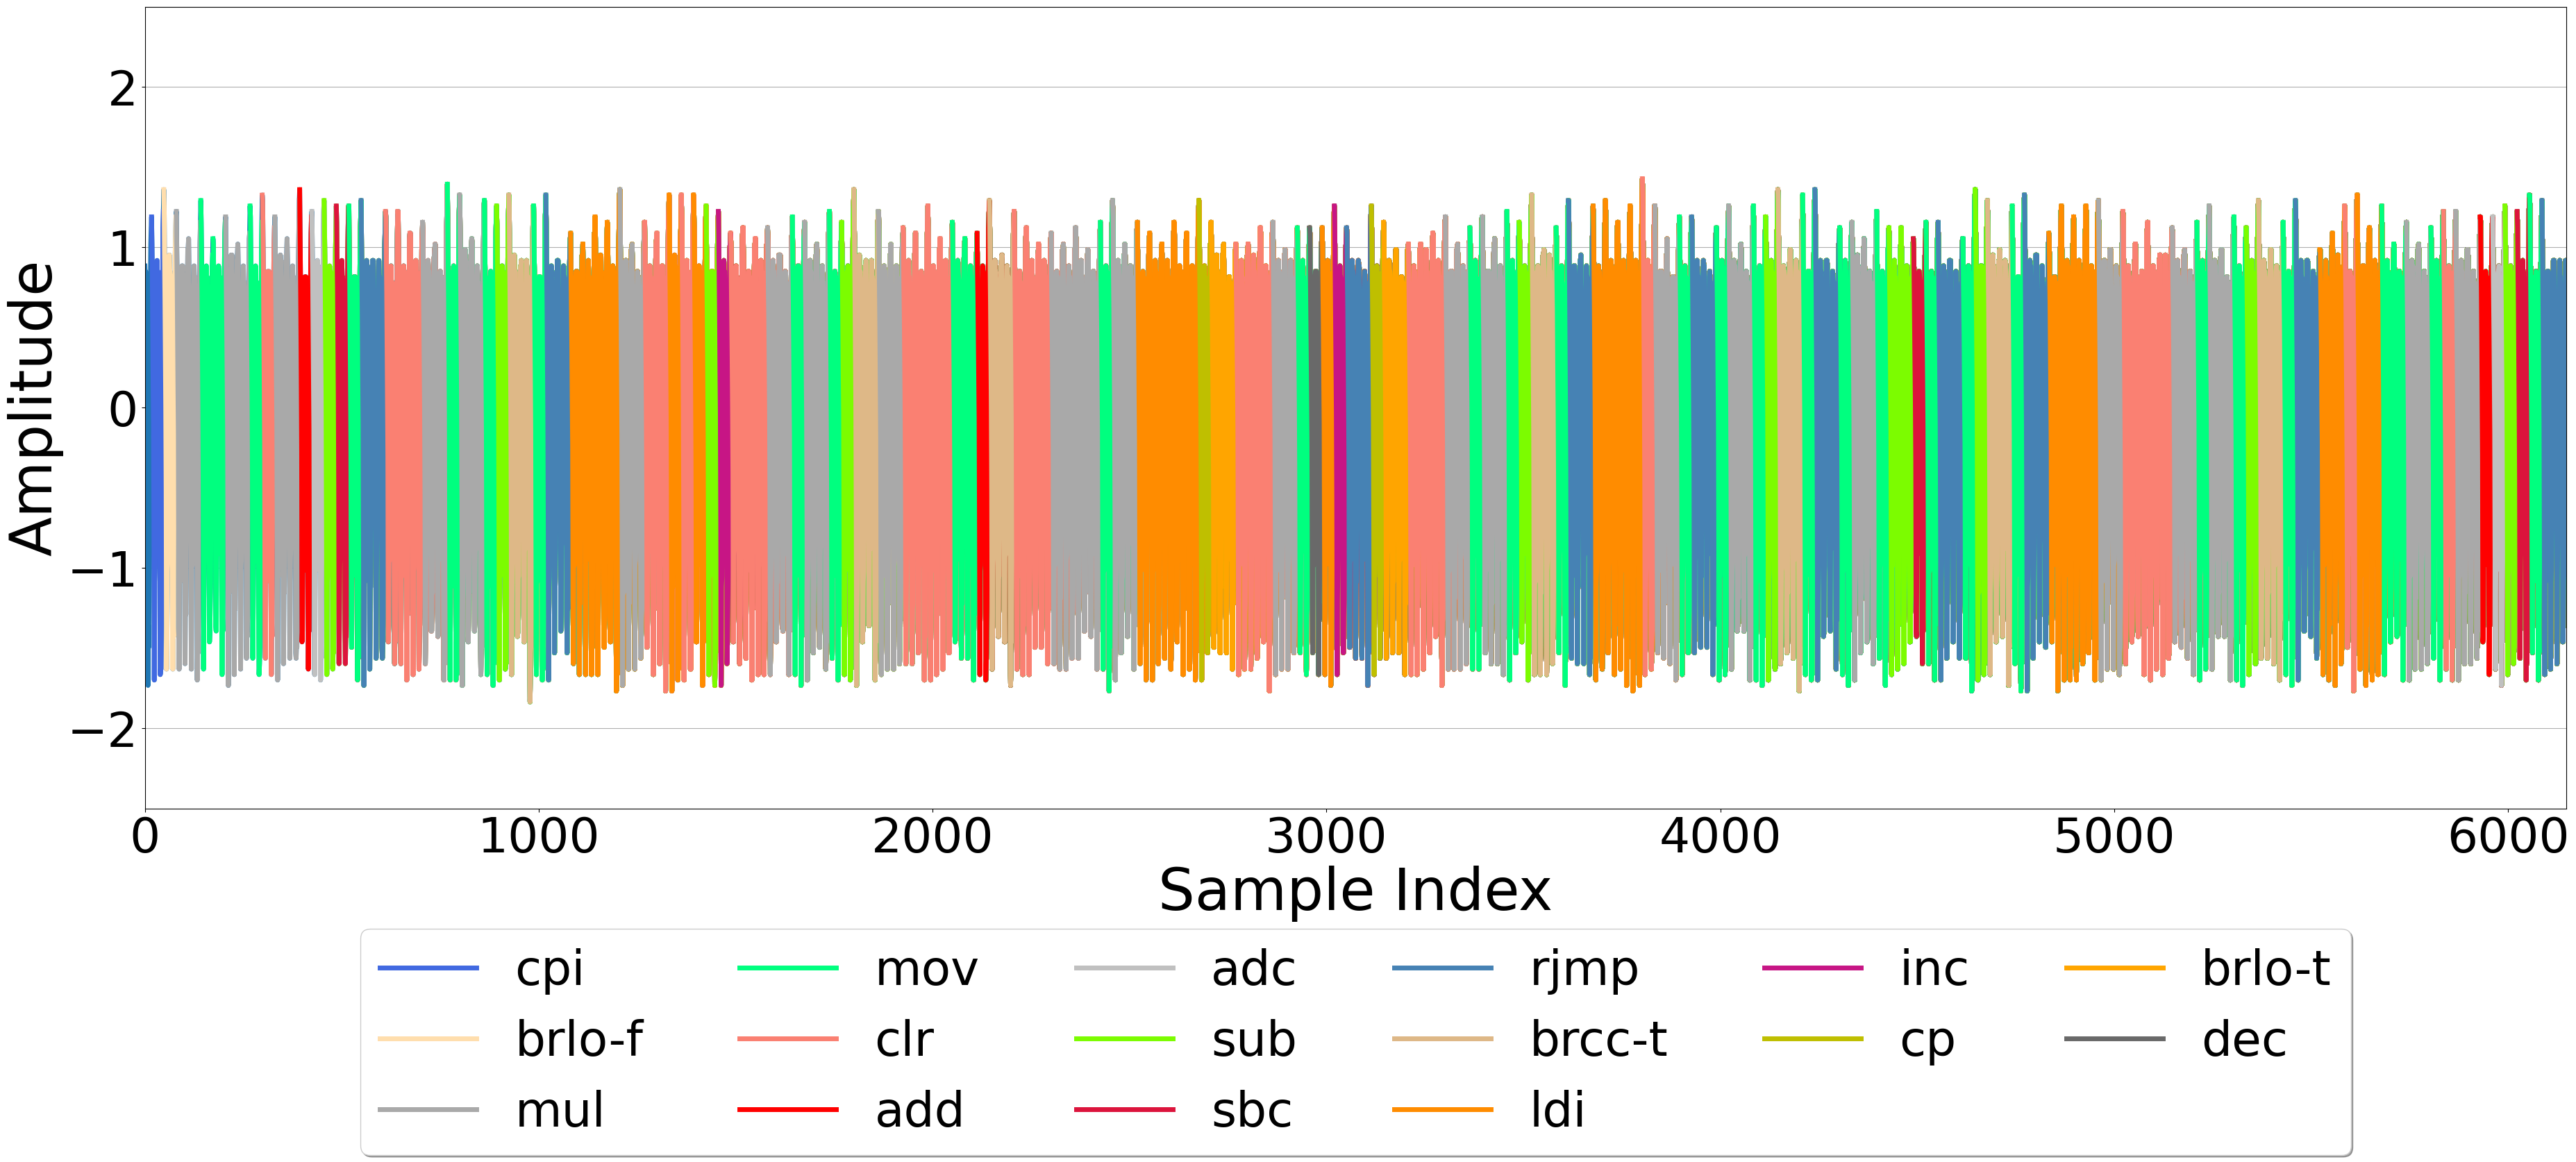 2
1
0
−1
−2
Amplitude
0 1000 2000 3000 4000 5000 6000
Sample Index
cpi mov adc rjmp inc brlo-t
brlo-f clr sub brcc-t cp dec
mul add sbc ldi